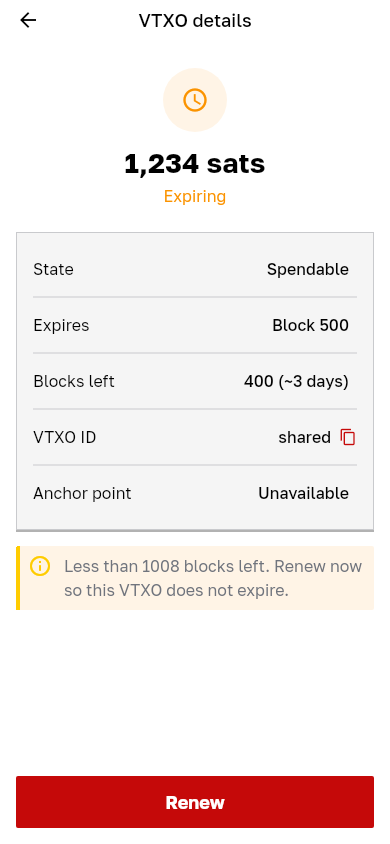 VTXO details
1,234 sats
Expiring
State Spendable
Expires Block 500
Blocks left 400 (~3 days)
VTXO ID shared
Anchor point Unavailable
Less than 1008 blocks left. Renew now
so this VTXO does not expire.
Renew